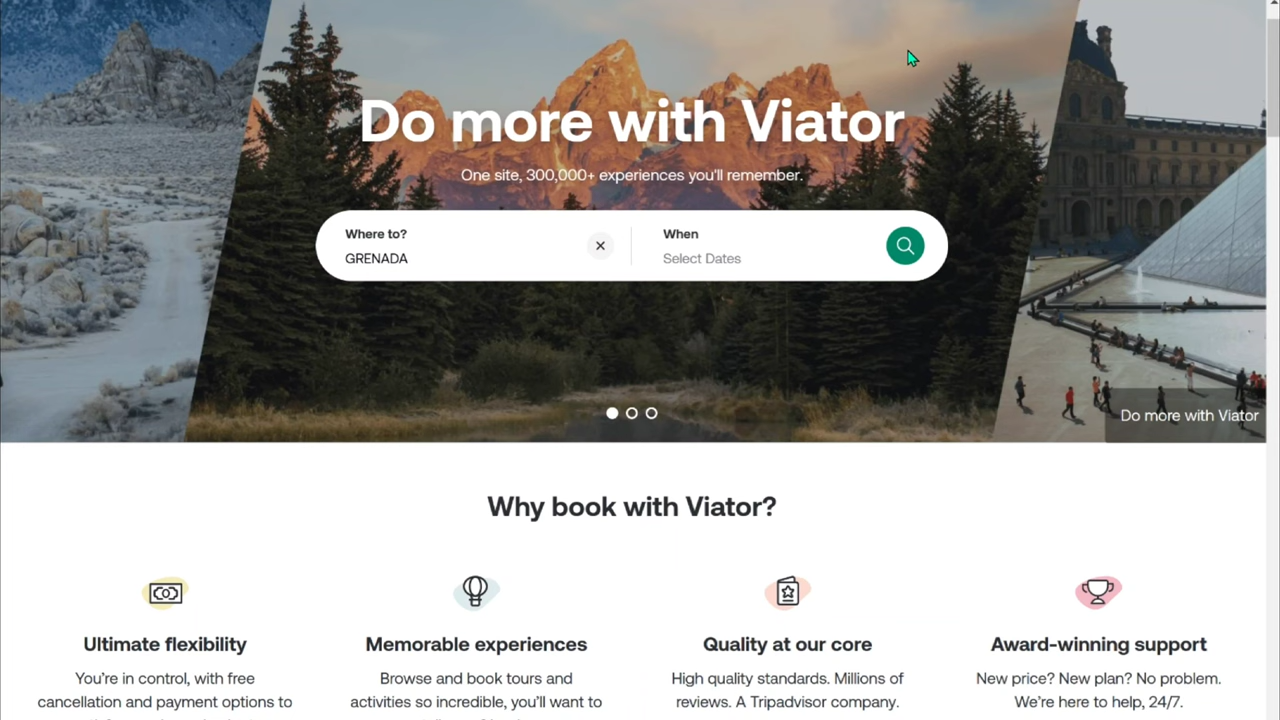 Do more with Viator
One site, 300,000+ experiences you'll remember.
Where to?
GRENADA
When
Select Dates
Do more with Viator
Why book with Viator?
Ultimate flexibility
You're in control, with free
cancellation and payment options to
Memorable experiences
Browse and book tours and
activities so incredible, you'll want to
Quality at our core
High quality standards. Millions of
reviews. A Tripadvisor company.
Award-winning support
New price? New plan? No problem.
We're here to help, 24/7.